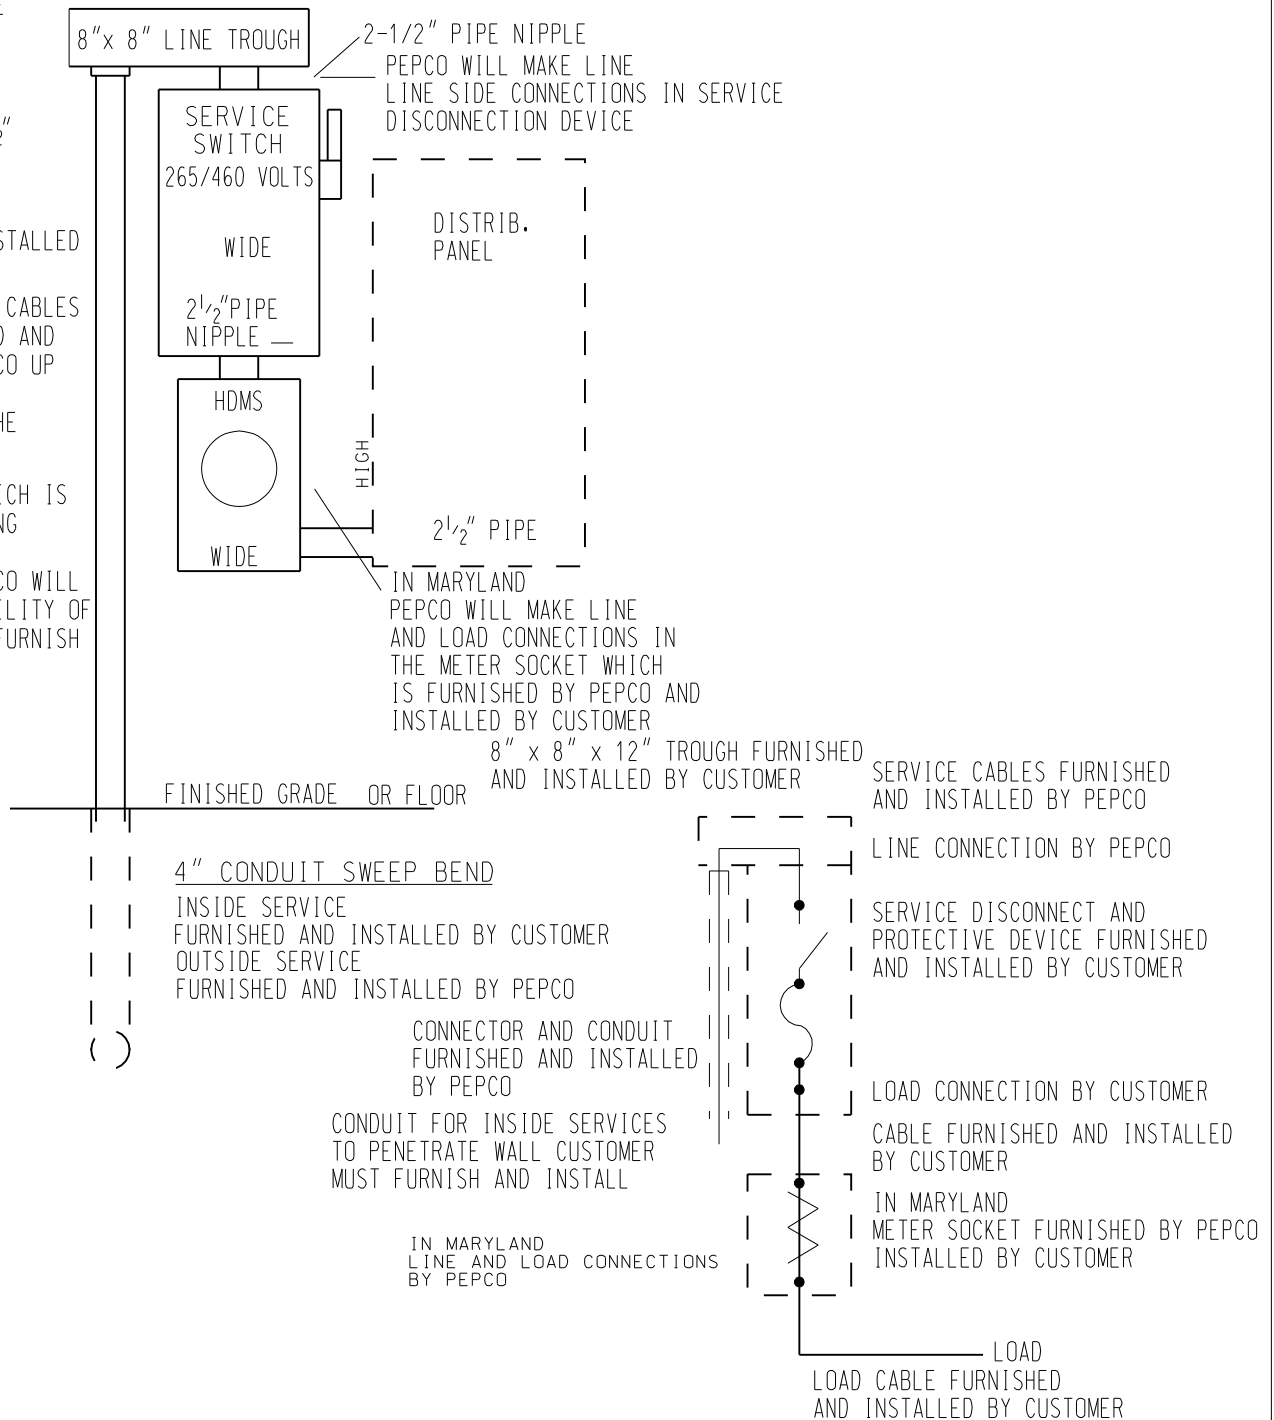 8"x 8" LINE TROUGH
2-1/2" PIPE NIPPLE
PEPCO WILL MAKE LINE
LINE SIDE CONNECTIONS IN SERVICE
DISCONNECTION DEVICE
SERVICE
SWITCH
265/460 VOLTS
WIDE
2 1/2" PIPE
NIPPLE
DISTRIB.
PANEL
HDMS
HIGH
WIDE
2 1/2" PIPE
CABLES
AND
UP
IS
WILL
OF
IN MARYLAND
PEPCO WILL MAKE LINE
AND LOAD CONNECTIONS IN
THE METER SOCKET WHICH
IS FURNISHED BY PEPCO AND
INSTALLED BY CUSTOMER
8" x 8" x 12" TROUGH FURNISHED
AND INSTALLED BY CUSTOMER
SERVICE CABLES FURNISHED
AND INSTALLED BY PEPCO
FINISHED GRADE OR FLOOR
LINE CONNECTION BY PEPCO
4" CONDUIT SWEEP BEND
INSIDE SERVICE
FURNISHED AND INSTALLED BY CUSTOMER
OUTSIDE SERVICE
FURNISHED AND INSTALLED BY PEPCO
SERVICE DISCONNECT AND
PROTECTIVE DEVICE FURNISHED
AND INSTALLED BY CUSTOMER
CONNECTOR AND CONDUIT
FURNISHED AND INSTALLED
BY PEPCO
LOAD CONNECTION BY CUSTOMER
CONDUIT FOR INSIDE SERVICES
TO PENETRATE WALL CUSTOMER
MUST FURNISH AND INSTALL
CABLE FURNISHED AND INSTALLED
BY CUSTOMER
IN MARYLAND
METER SOCKET FURNISHED BY PEPCO
INSTALLED BY CUSTOMER
IN MARYLAND
LINE AND LOAD CONNECTIONS
BY PEPCO
LOAD
LOAD CABLE FURNISHED
AND INSTALLED BY CUSTOMER